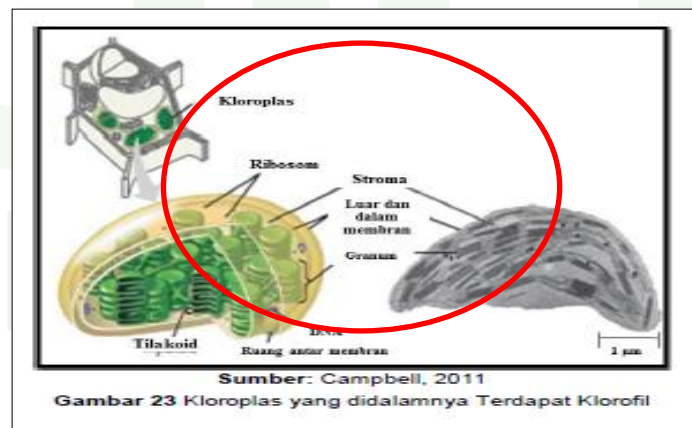 Kloroplas
Ribosom
Stroma
Luar dan
dalam
membran
Granum
DNA
Tilakoid
Ruang antar membran
1 µm
Sumber: Campbell, 2011
Gambar 23 Kloroplas yang didalamnya Terdapat Klorofil